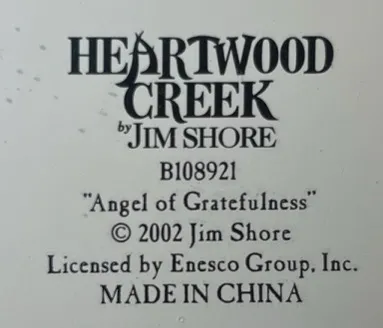 HEARTWOOD
CREEK
by JIM SHORE
B108921
"Angel of Gratefulness"
© 2002 Jim Shore
Licensed by Enesco Group, Inc.
MADE IN CHINA